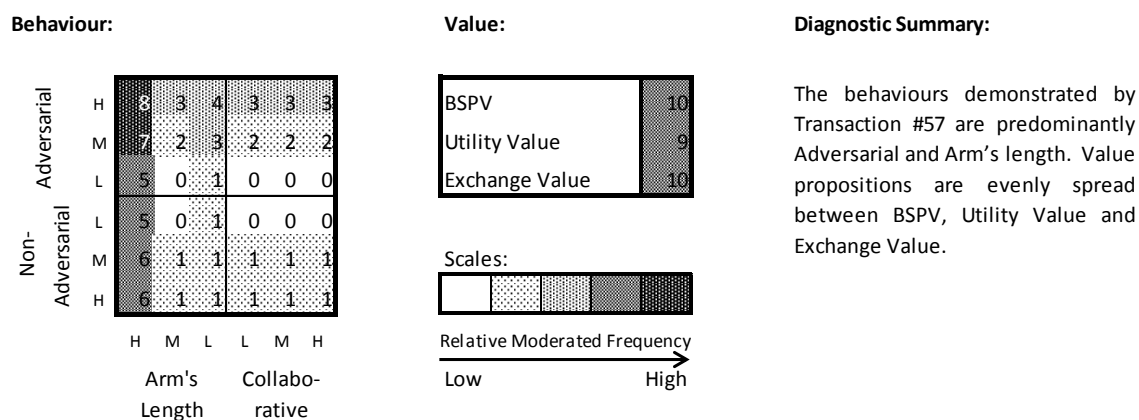 Behaviour:
Value:
Diagnostic Summary:
Adversarial
Non-
Adversarial
H 8 3 4 3 3 3
M 7 2 3 2 2 2
L 5 0 1 0 0 0
L 5 0 1 0 0 0
M 6 1 1 1 1 1
H 6 1 1 1 1 1
H M L L M H
Arm's
Length
Collabo-
rative
BSPV 10
Utility Value 9
Exchange Value 10
Scales:
Relative Moderated Frequency
Low High
The behaviours demonstrated by
Transaction #57 are predominantly
Adversarial and Arm’s length. Value
propositions are evenly spread
between BSPV, Utility Value and
Exchange Value.